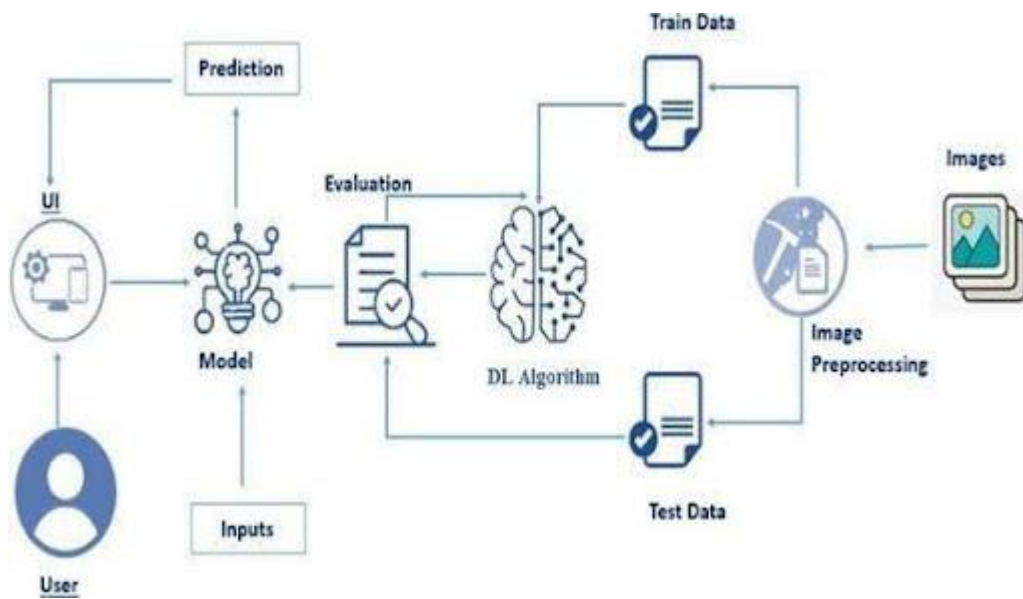 Train Data
Prediction
Images
Evaluation
UI
Image
Preprocessing
Model
DL Algorithm
Test Data
Inputs
User